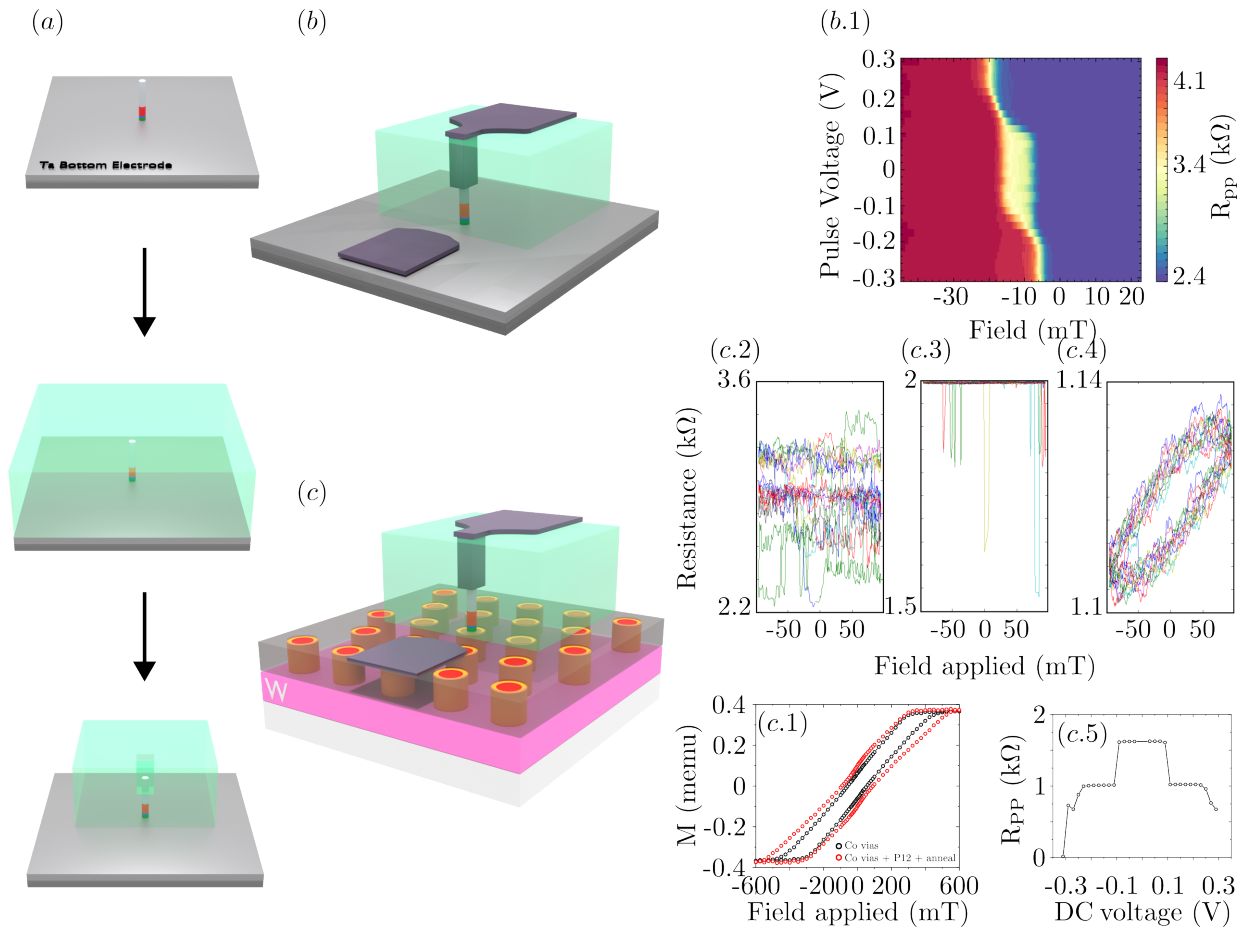 (a)
(b)
(b.1)
Ta Bottom Electrode
Pulse Voltage (V)
0.3
0.2
0.1
0
-0.1
-0.2
-0.3
-30
-10
0
10
20
Field (mT)
4.1
3.4
2.4
R_PP (kΩ)
(c)
W
(c.2)
(c.3)
(c.4)
Resistance (kΩ)
3.6
2.2
-50
0
50
2
1.5
-50
0
50
1.14
1.1
-50
0
50
Field applied (mT)
(c.1)
M (memu)
0.4
0.2
0
-0.2
-0.4
Co vias
Co vias + P12 + anneal
-600
-200
0
200
600
Field applied (mT)
(c.5)
R_PP (kΩ)
2
1
0
-0.3
-0.1
0.1
0.3
DC voltage (V)